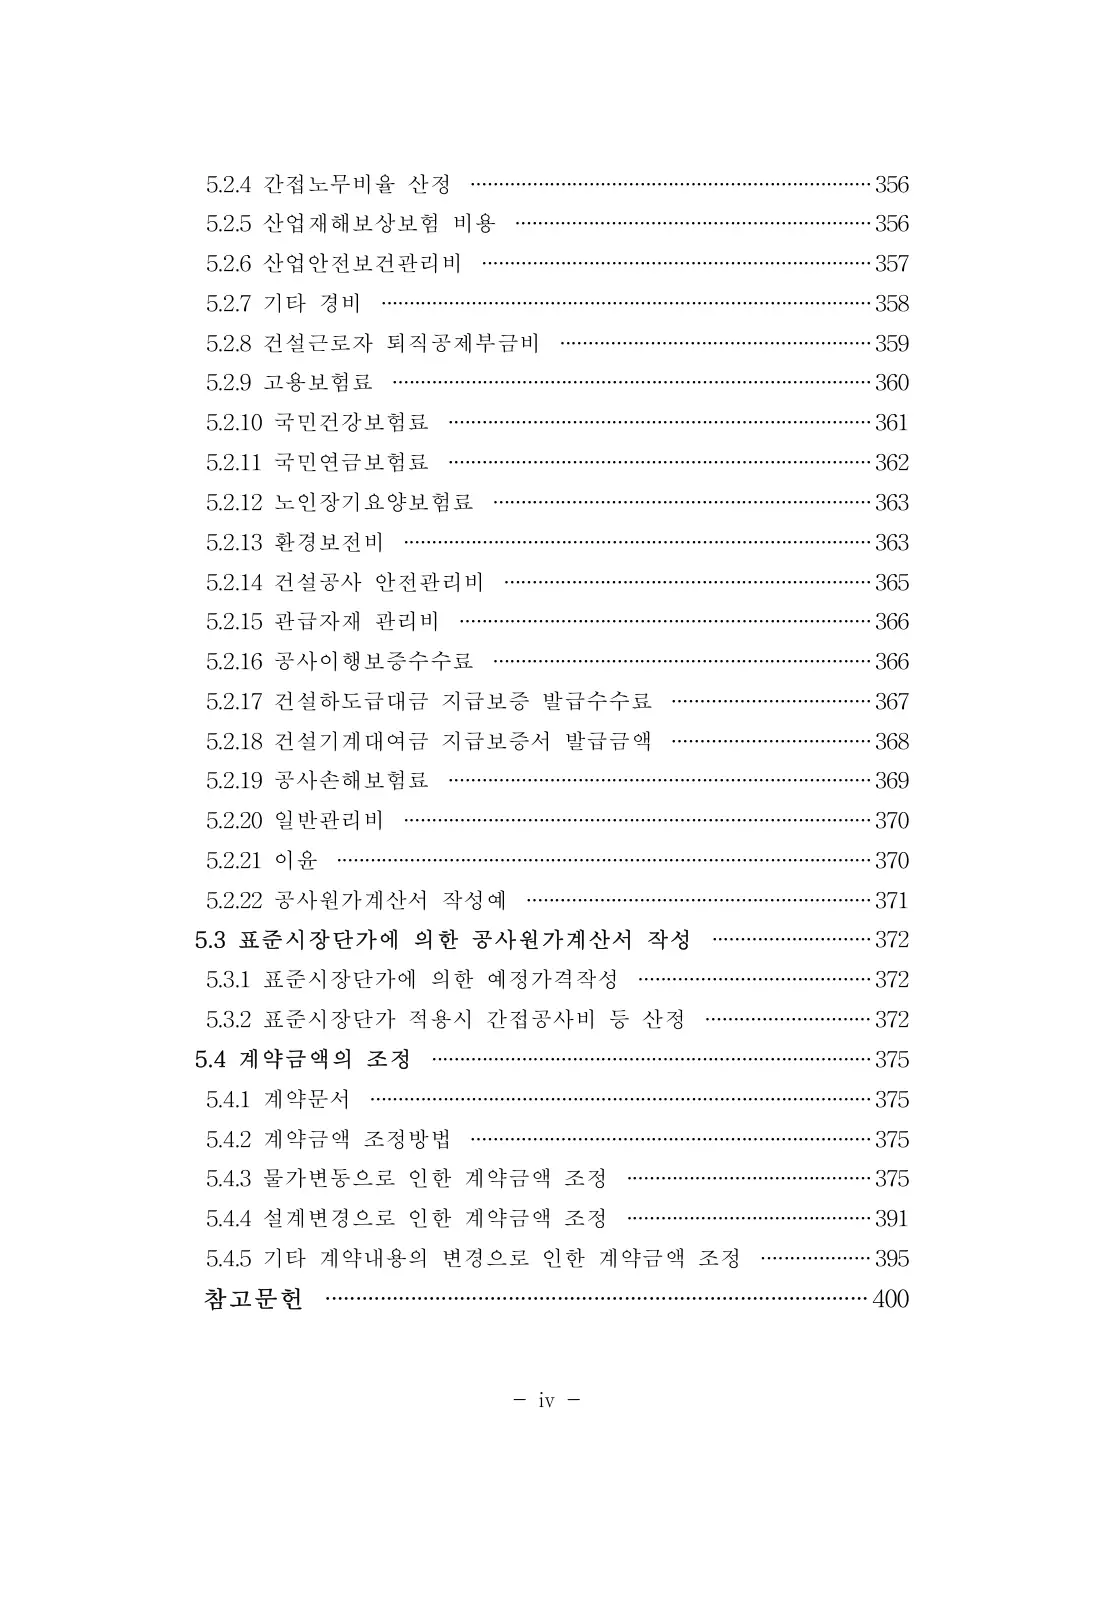 5.2.4 간접노무비율 산정 ················ 356
5.2.5 산업재해보상보험 비용 ················ 356
5.2.6 산업안전보건관리비 ················ 357
5.2.7 기타 경비 ················ 358
5.2.8 건설근로자 퇴직공제부금비 ················ 359
5.2.9 고용보험료 ················ 360
5.2.10 국민건강보험료 ················ 361
5.2.11 국민연금보험료 ················ 362
5.2.12 노인장기요양보험료 ················ 363
5.2.13 환경보전비 ················ 363
5.2.14 건설공사 안전관리비 ················ 365
5.2.15 관급자재 관리비 ················ 366
5.2.16 공사이행보증수수료 ················ 366
5.2.17 건설하도급대금 지급보증 발급수수료 ················ 367
5.2.18 건설기계대여금 지급보증서 발급금액 ················ 368
5.2.19 공사손해보험료 ················ 369
5.2.20 일반관리비 ················ 370
5.2.21 이윤 ················ 370
5.2.22 공사원가계산서 작성예 ················ 371
5.3 표준시장단가에 의한 공사원가계산서 작성 ················ 372
5.3.1 표준시장단가에 의한 예정가격작성 ················ 372
5.3.2 표준시장단가 적용시 간접공사비 등 산정 ················ 372
5.4 계약금액의 조정 ················ 375
5.4.1 계약문서 ················ 375
5.4.2 계약금액 조정방법 ················ 375
5.4.3 물가변동으로 인한 계약금액 조정 ················ 375
5.4.4 설계변경으로 인한 계약금액 조정 ················ 391
5.4.5 기타 계약내용의 변경으로 인한 계약금액 조정 ················ 395
참고문헌 ················ 400
- iv -